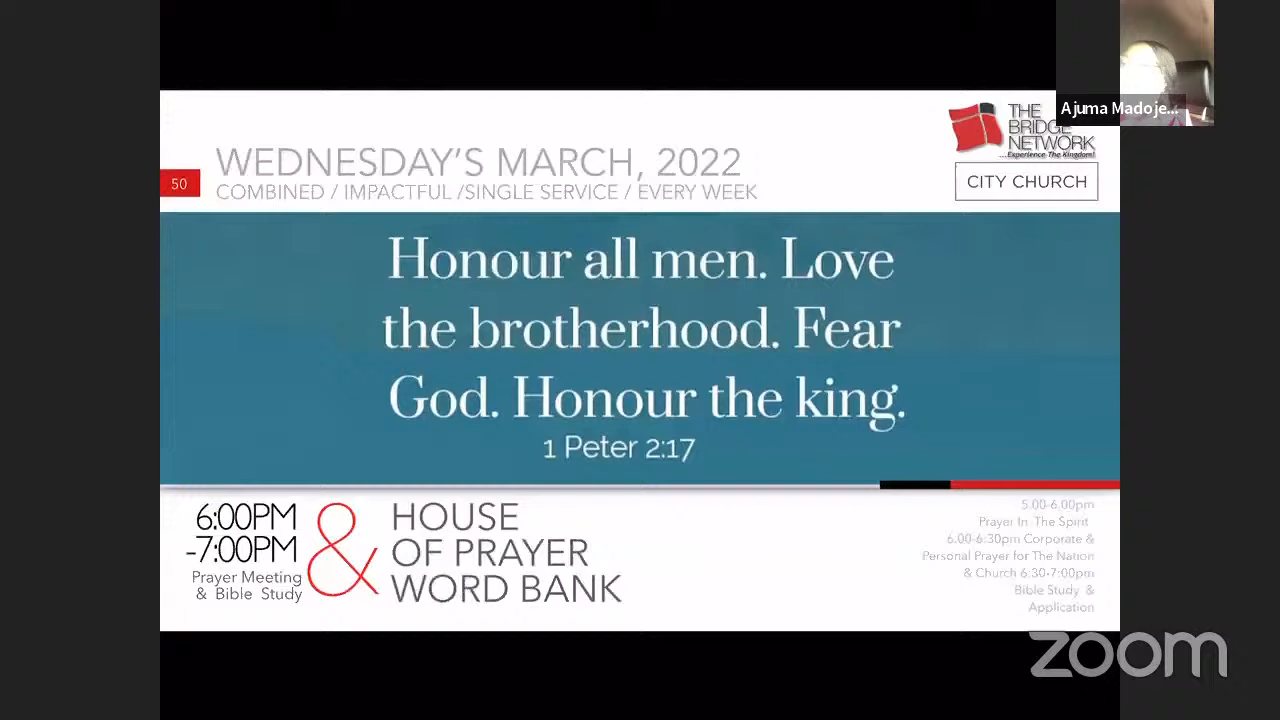 Ajuma Madoje...
THE
BRIDGE
NETWORK
...Experience The Kingdom!
CITY CHURCH
50
WEDNESDAY'S MARCH, 2022
COMBINED / IMPACTFUL /SINGLE SERVICE / EVERY WEEK
Honour all men. Love
the brotherhood. Fear
God. Honour the king.
1 Peter 2:17
6:00PM
-7:00PM
Prayer Meeting
& Bible Study
&
HOUSE
OF PRAYER
WORD BANK
5.00-6.00pm
Prayer In The Spirit
6.00-6:30pm Corporate &
Personal Prayer for The Nation
& Church 6:30-7:00pm
Bible Study &
Application
zoom